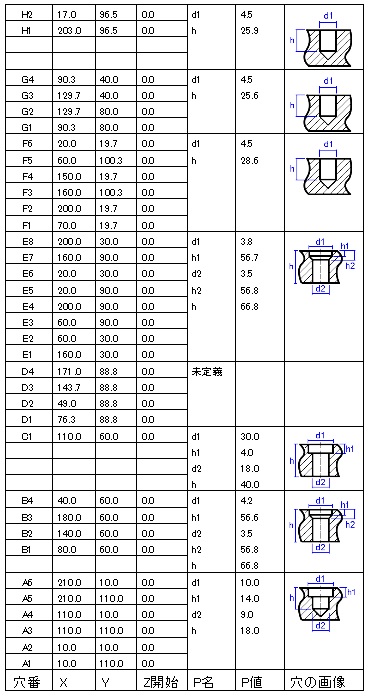 H2 17.0 96.5 0.0 d1 4.5
H1 203.0 96.5 0.0 h 25.9
d1
h
G4 90.3 40.0 0.0 d1 4.5
G3 129.7 40.0 0.0 h 25.6
G2 129.7 80.0 0.0
G1 90.3 80.0 0.0
d1
h
F6 20.0 19.7 0.0 d1 4.5
F5 60.0 100.3 0.0 h 28.6
F4 150.0 19.7 0.0
F3 160.0 100.3 0.0
F2 200.0 19.7 0.0
F1 70.0 19.7 0.0
d1
h
E8 200.0 30.0 0.0 d1 3.8
E7 160.0 90.0 0.0 h1 56.7
E6 20.0 30.0 0.0 d2 3.5
E5 20.0 90.0 0.0 h2 56.8
E4 200.0 90.0 0.0 h 66.8
E3 60.0 90.0 0.0
E2 60.0 30.0 0.0
E1 160.0 30.0 0.0
d1
h1
h
h2
d2
D4 171.0 88.8 0.0 未定義
D3 143.7 88.8 0.0
D2 49.0 88.8 0.0
D1 76.3 88.8 0.0
C1 110.0 60.0 0.0 d1 30.0
h1 4.0
d2 18.0
h 40.0
d1
h1
h
d2
B4 40.0 60.0 0.0 d1 4.2
B3 180.0 60.0 0.0 h1 56.6
B2 140.0 60.0 0.0 d2 3.5
B1 80.0 60.0 0.0 h2 56.8
h 66.8
d1
h1
h
h2
d2
A6 210.0 10.0 0.0 d1 10.0
A5 210.0 110.0 0.0 h1 14.0
A4 110.0 10.0 0.0 d2 9.0
A3 110.0 110.0 0.0 h 18.0
A2 10.0 10.0 0.0
A1 10.0 110.0 0.0
d1
h1
h
d2
穴番 X Y Z開始 P名 P値 穴の画像